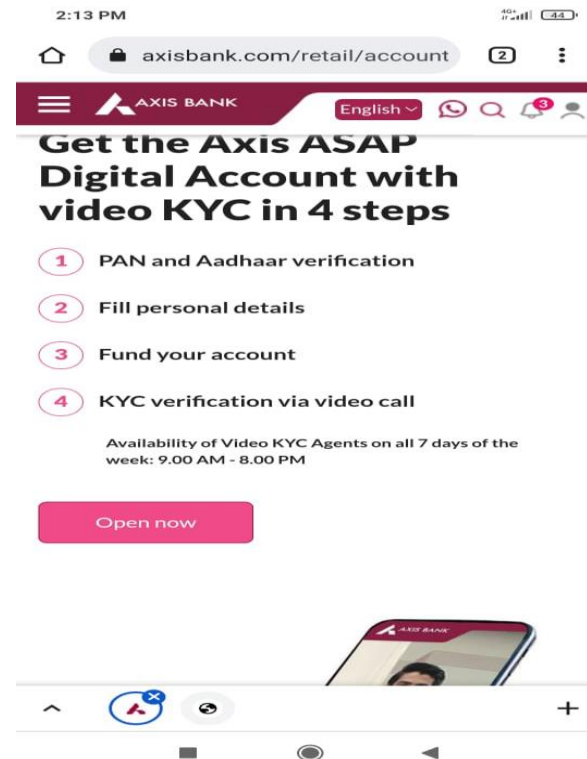 2:13 PM
4G+
44
axisbank.com/retail/account
2
AXIS BANK
English
3
Get the Axis ASAP
Digital Account with
video KYC in 4 steps
1 PAN and Aadhaar verification
2 Fill personal details
3 Fund your account
4 KYC verification via video call
Availability of Video KYC Agents on all 7 days of the
week: 9.00 AM - 8.00 PM
Open now
AXIS BANK